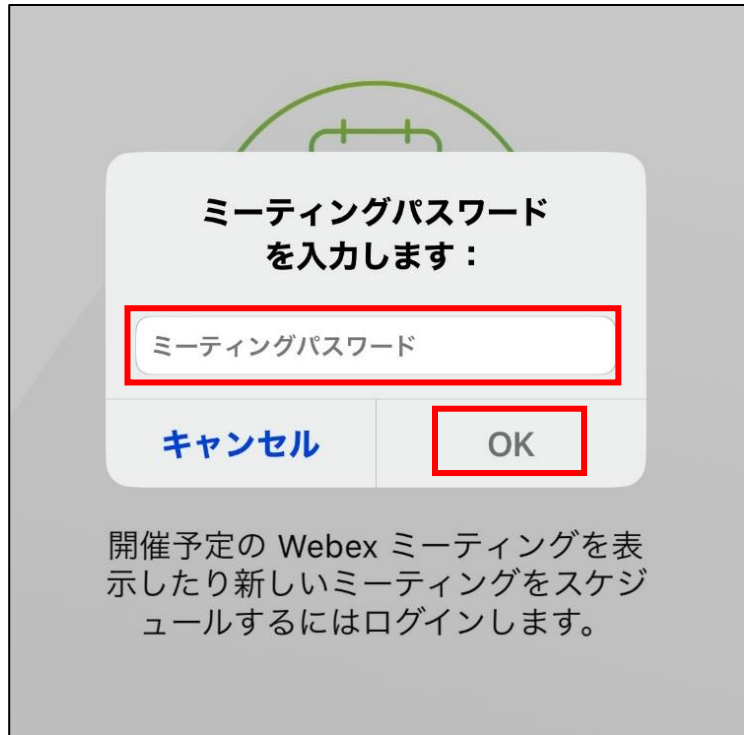 ミーティングパスワード
を入力します：
ミーティングパスワード
キャンセル
OK
開催予定の Webex ミーティングを表
示したり新しいミーティングをスケジ
ュールするにはログインします。